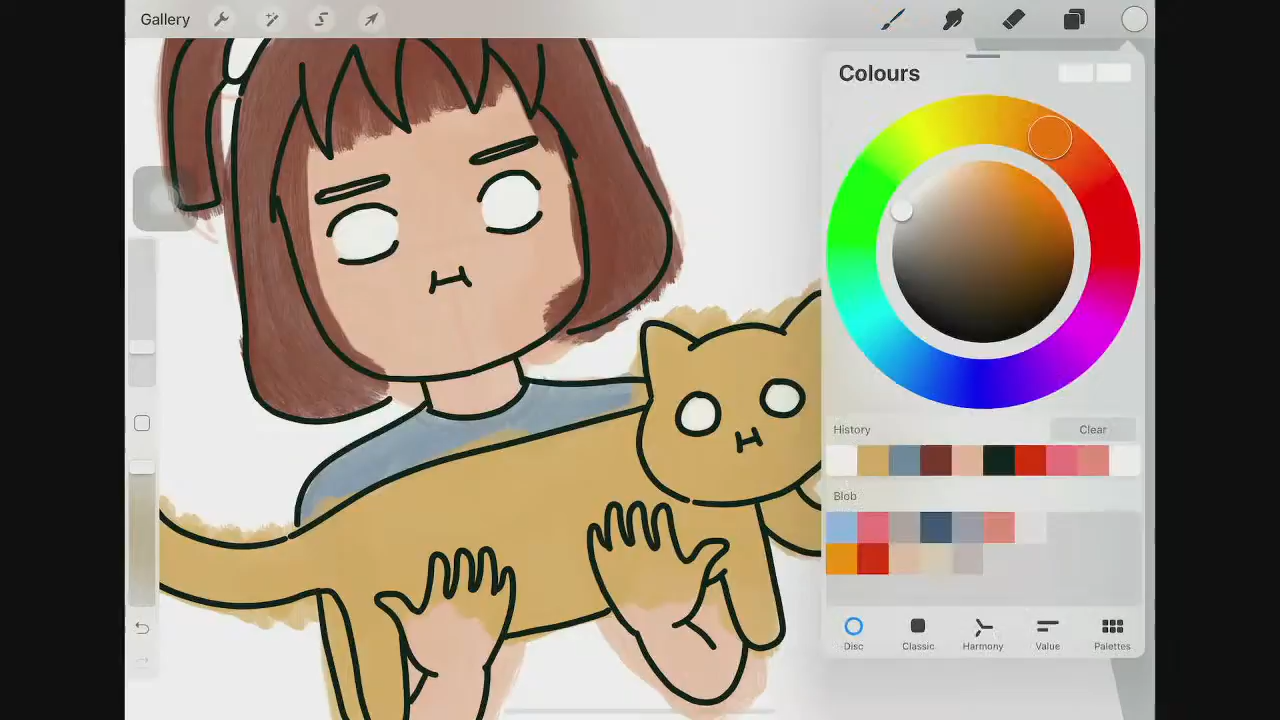 Gallery
Colours
History
Clear
Blob
Disc
Classic
Harmony
Value
Palettes